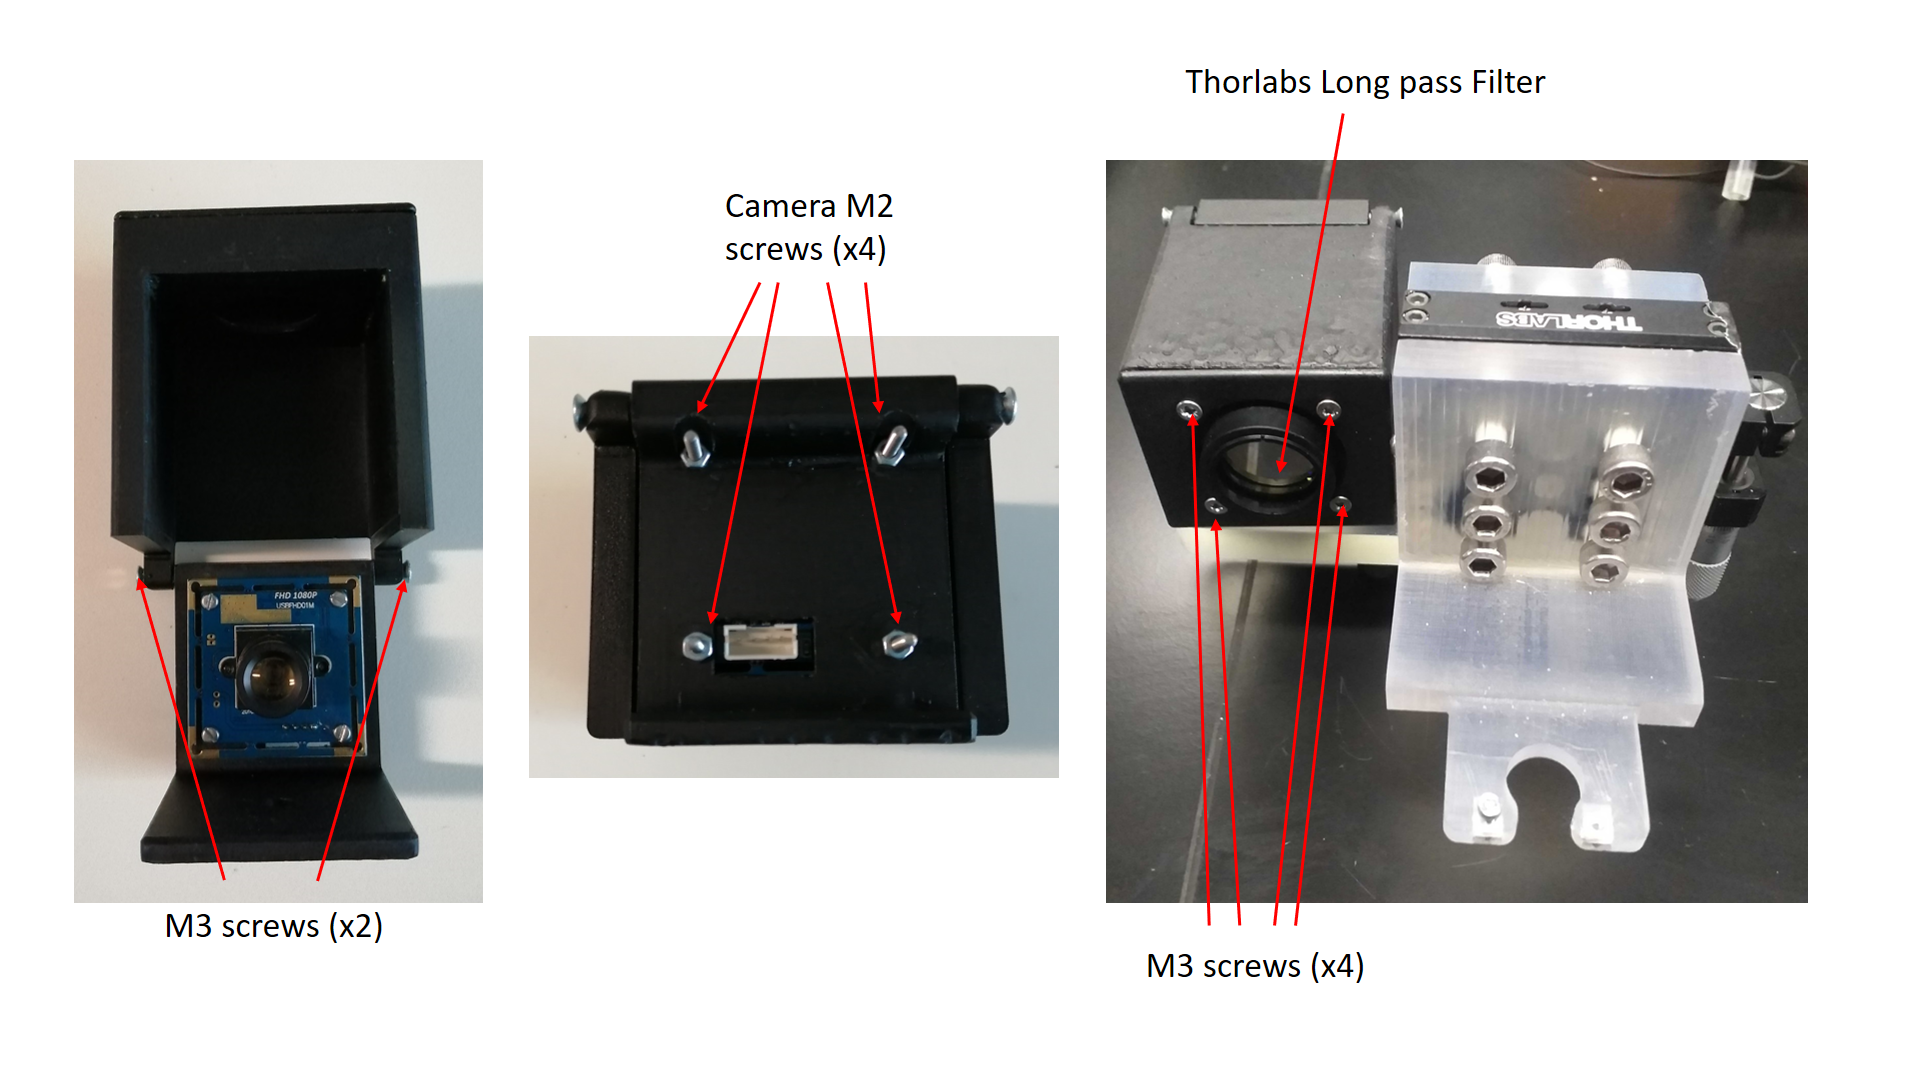 Thorlabs Long pass Filter
Camera M2
screws (x4)
FHD 1080P
USBFHD01M
THORLABS
M3 screws (x2)
M3 screws (x4)